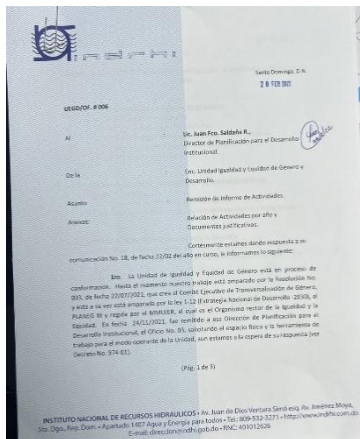 indrhi
Santo Domingo, D.N.
28 FEB 2022
UEGD/OF. # 006
Al
Lic. Juan Fco. Saldaña R.,
Director de Planificación para el Desarrollo
Institucional.
De la
Enc. Unidad Igualdad y Equidad de Género y
Desarrollo.
Asunto
Remisión de Informe de Actividades
Anexos:
Relación de Actividades por año y
Documentos justificativos.
Cortésmente estamos dando respuesta a su
comunicación No. 18, de fecha 22/02 del año en curso, le informamos lo siguiente:
1ro. La Unidad de Igualdad y Equidad de Género está en proceso de
conformación. Hasta el momento nuestro trabajo está amparado por la Resolución No.
003, de fecha 22/07/2021, que crea el Comité Ejecutivo de Transversalización de Género,
y esta a su vez está amparado por la ley 1-12 (Estrategia Nacional de Desarrollo -2030), al
PLANEG III y regida por el MMUJER, al cual es el Organismo rector de la Igualdad y la
Equidad. En fecha 24/11/2021, fue remitido a ese Dirección de Planificación para el
Desarrollo Institucional, el Oficio No. 05, solicitando el espacio físico y la herramienta de
trabajo para el modo operante de la Unidad, aun estamos a la espera de su respuesta (ver
Decreto No. 974-01).
(Pág. 1 de 3)
INSTITUTO NACIONAL DE RECURSOS HIDRAULICOS • Av. Juan de Dios Ventura Simó esq. Av. Jiménez Moya,
Sto. Dgo., Rep. Dom. • Apartado 1407 Agua y Energía para todos • Tel.: 809-532-3271 • http://www.indrhi.com.do
E-mail: direccion@indrhi.gob.do • RNC: 401012626